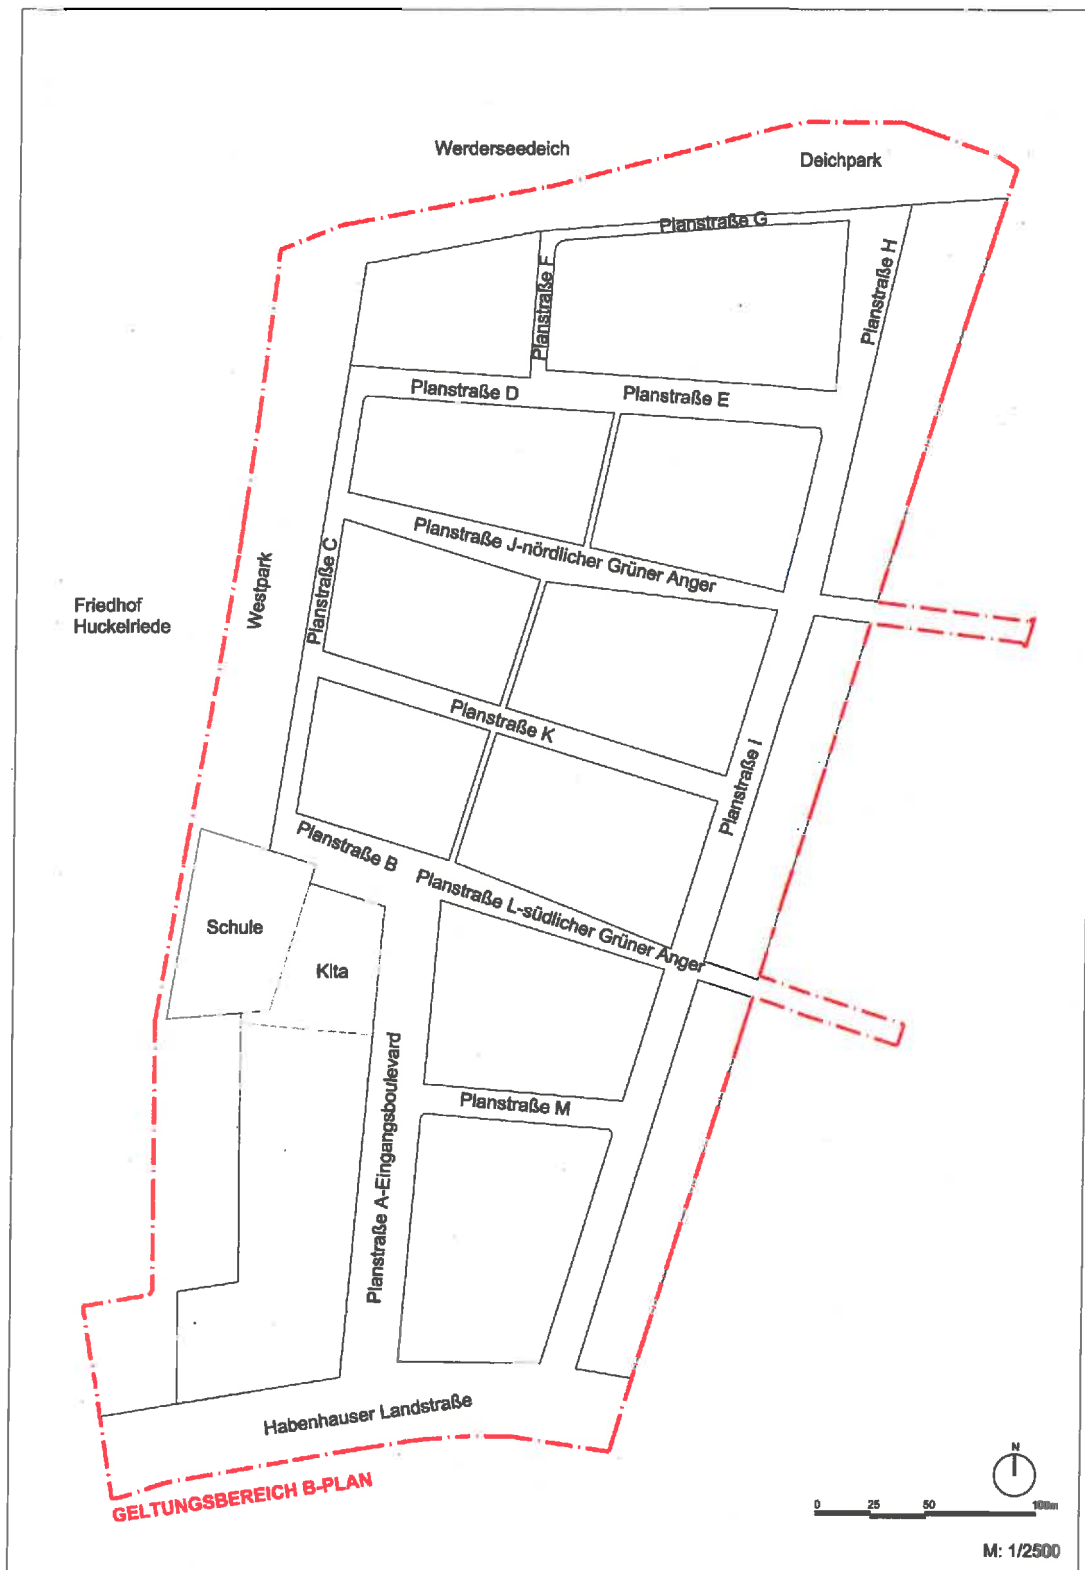 Werderseedeich
Deichpark
Planstraße G
Planstraße H
Planstraße F
Planstraße D
Planstraße E
Planstraße J-nördlicher Grüner Anger
Planstraße C
Westpark
Friedhof
Huckelriede
Planstraße K
Planstraße I
Planstraße B
Planstraße L-südlicher Grüner Anger
Schule
Kita
Planstraße A-Eingangsboulevard
Planstraße M
Habenhauser Landstraße
GELTUNGSBEREICH B-PLAN
N
0 25 50 100m
M: 1/2500